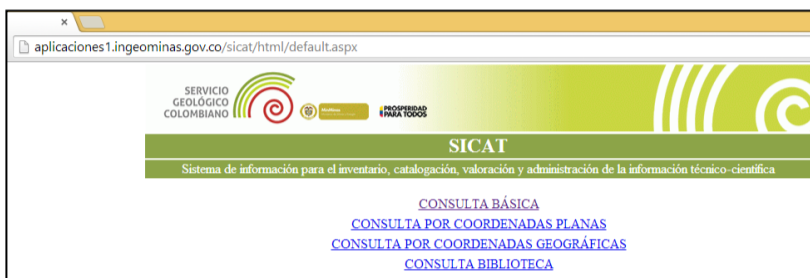 ×
aplicaciones1.ingeominas.gov.co/sicat/html/default.aspx
SERVICIO
GEOLÓGICO
COLOMBIANO
PROSPERIDAD
PARA TODOS
SICAT
Sistema de información para el inventario, catalogación, valoración y administración de la información técnico-científica
CONSULTA BÁSICA
CONSULTA POR COORDENADAS PLANAS
CONSULTA POR COORDENADAS GEOGRÁFICAS
CONSULTA BIBLIOTECA